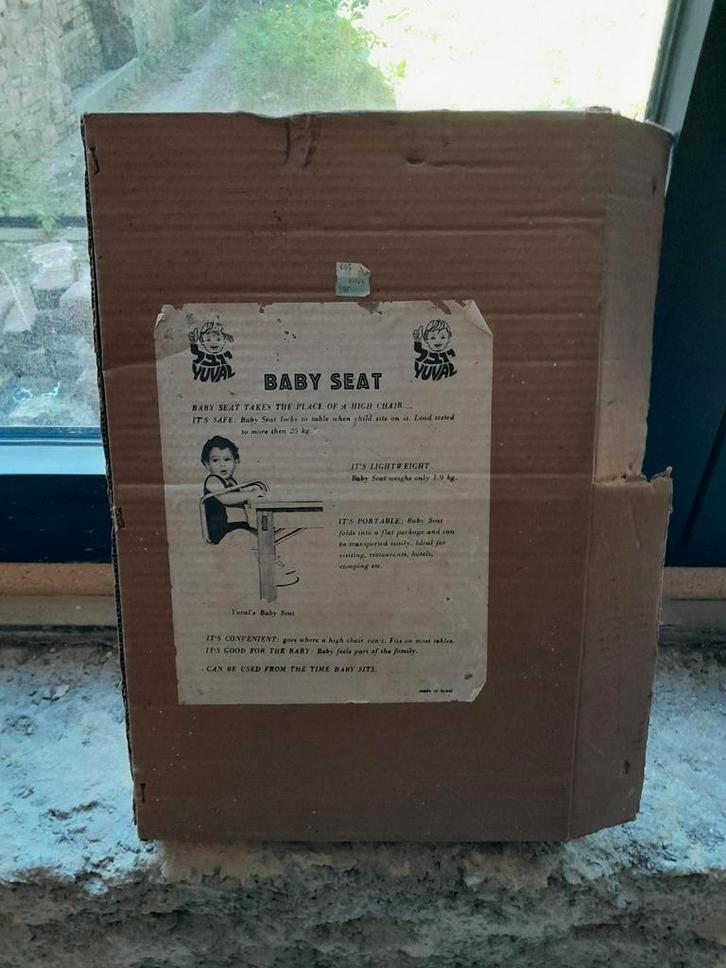 605
יובל
YUVAL
יובל
YUVAL
BABY SEAT
BABY SEAT TAKES THE PLACE OF A HIGH CHAIR...
IT'S SAFE: Baby Seat locks to table when child sits on it. Load tested
to more then 25 kg.
IT'S LIGHTWEIGHT
Baby Seat weighs only 1.9 kg.
IT'S PORTABLE: Baby Seat
folds into a flat package and can
be transported easily. Ideal for
visiting, restaurants, hotels,
camping etc.
Yuval's Baby Seat
IT'S CONVENIENT: goes where a high chair can't. Fits on most tables.
IT'S GOOD FOR THE BABY: Baby feels part of the family.
CAN BE USED FROM THE TIME BABY SITS.
made in Israel